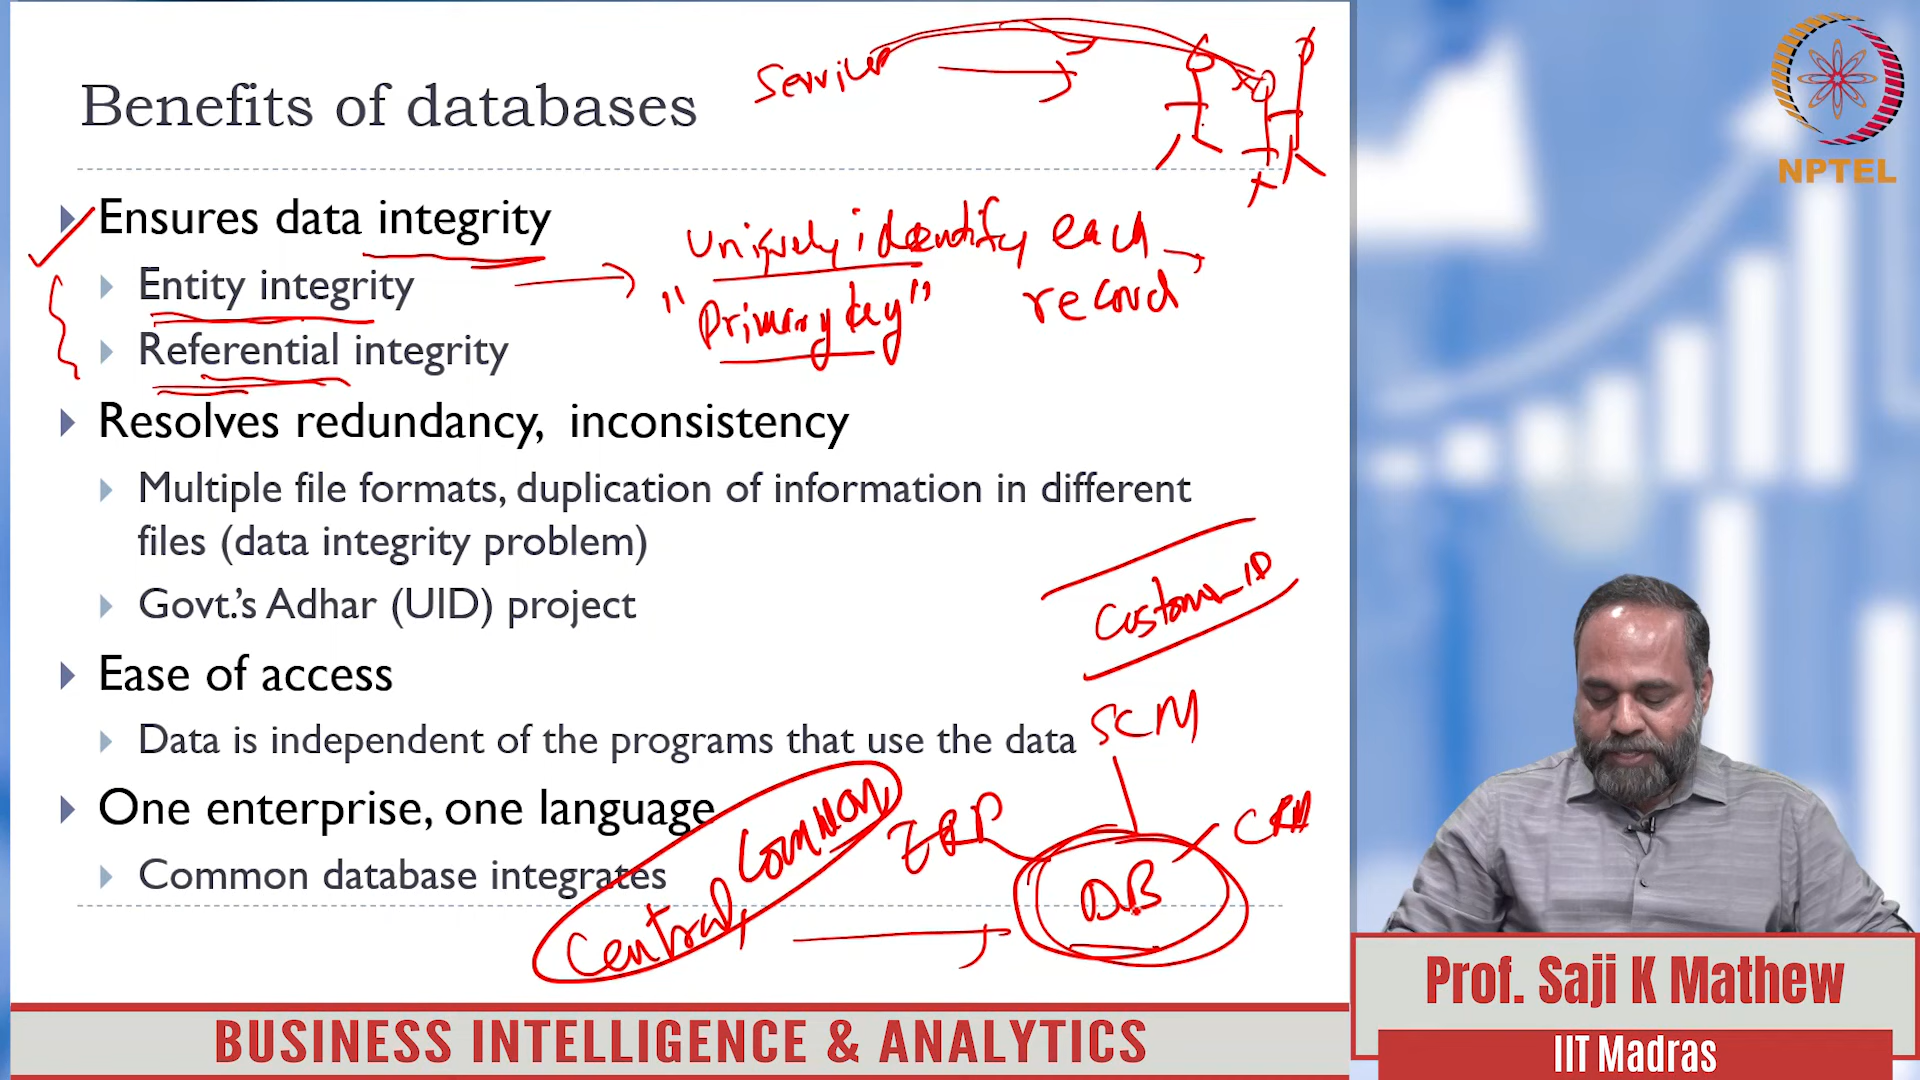 Service
Benefits of databases
NPTEL
Ensures data integrity
uniquely identify each
record
Entity integrity
"Primary key"
Referential integrity
Resolves redundancy, inconsistency
Multiple file formats, duplication of information in different
files (data integrity problem)
Customer_ID
Govt.'s Adhar (UID) project
Ease of access
SCM
Data is independent of the programs that use the data
One enterprise, one language
ERP
CRM
Common database integrates
Central, Common
DB
Prof. Saji K Mathew
BUSINESS INTELLIGENCE & ANALYTICS
IIT Madras